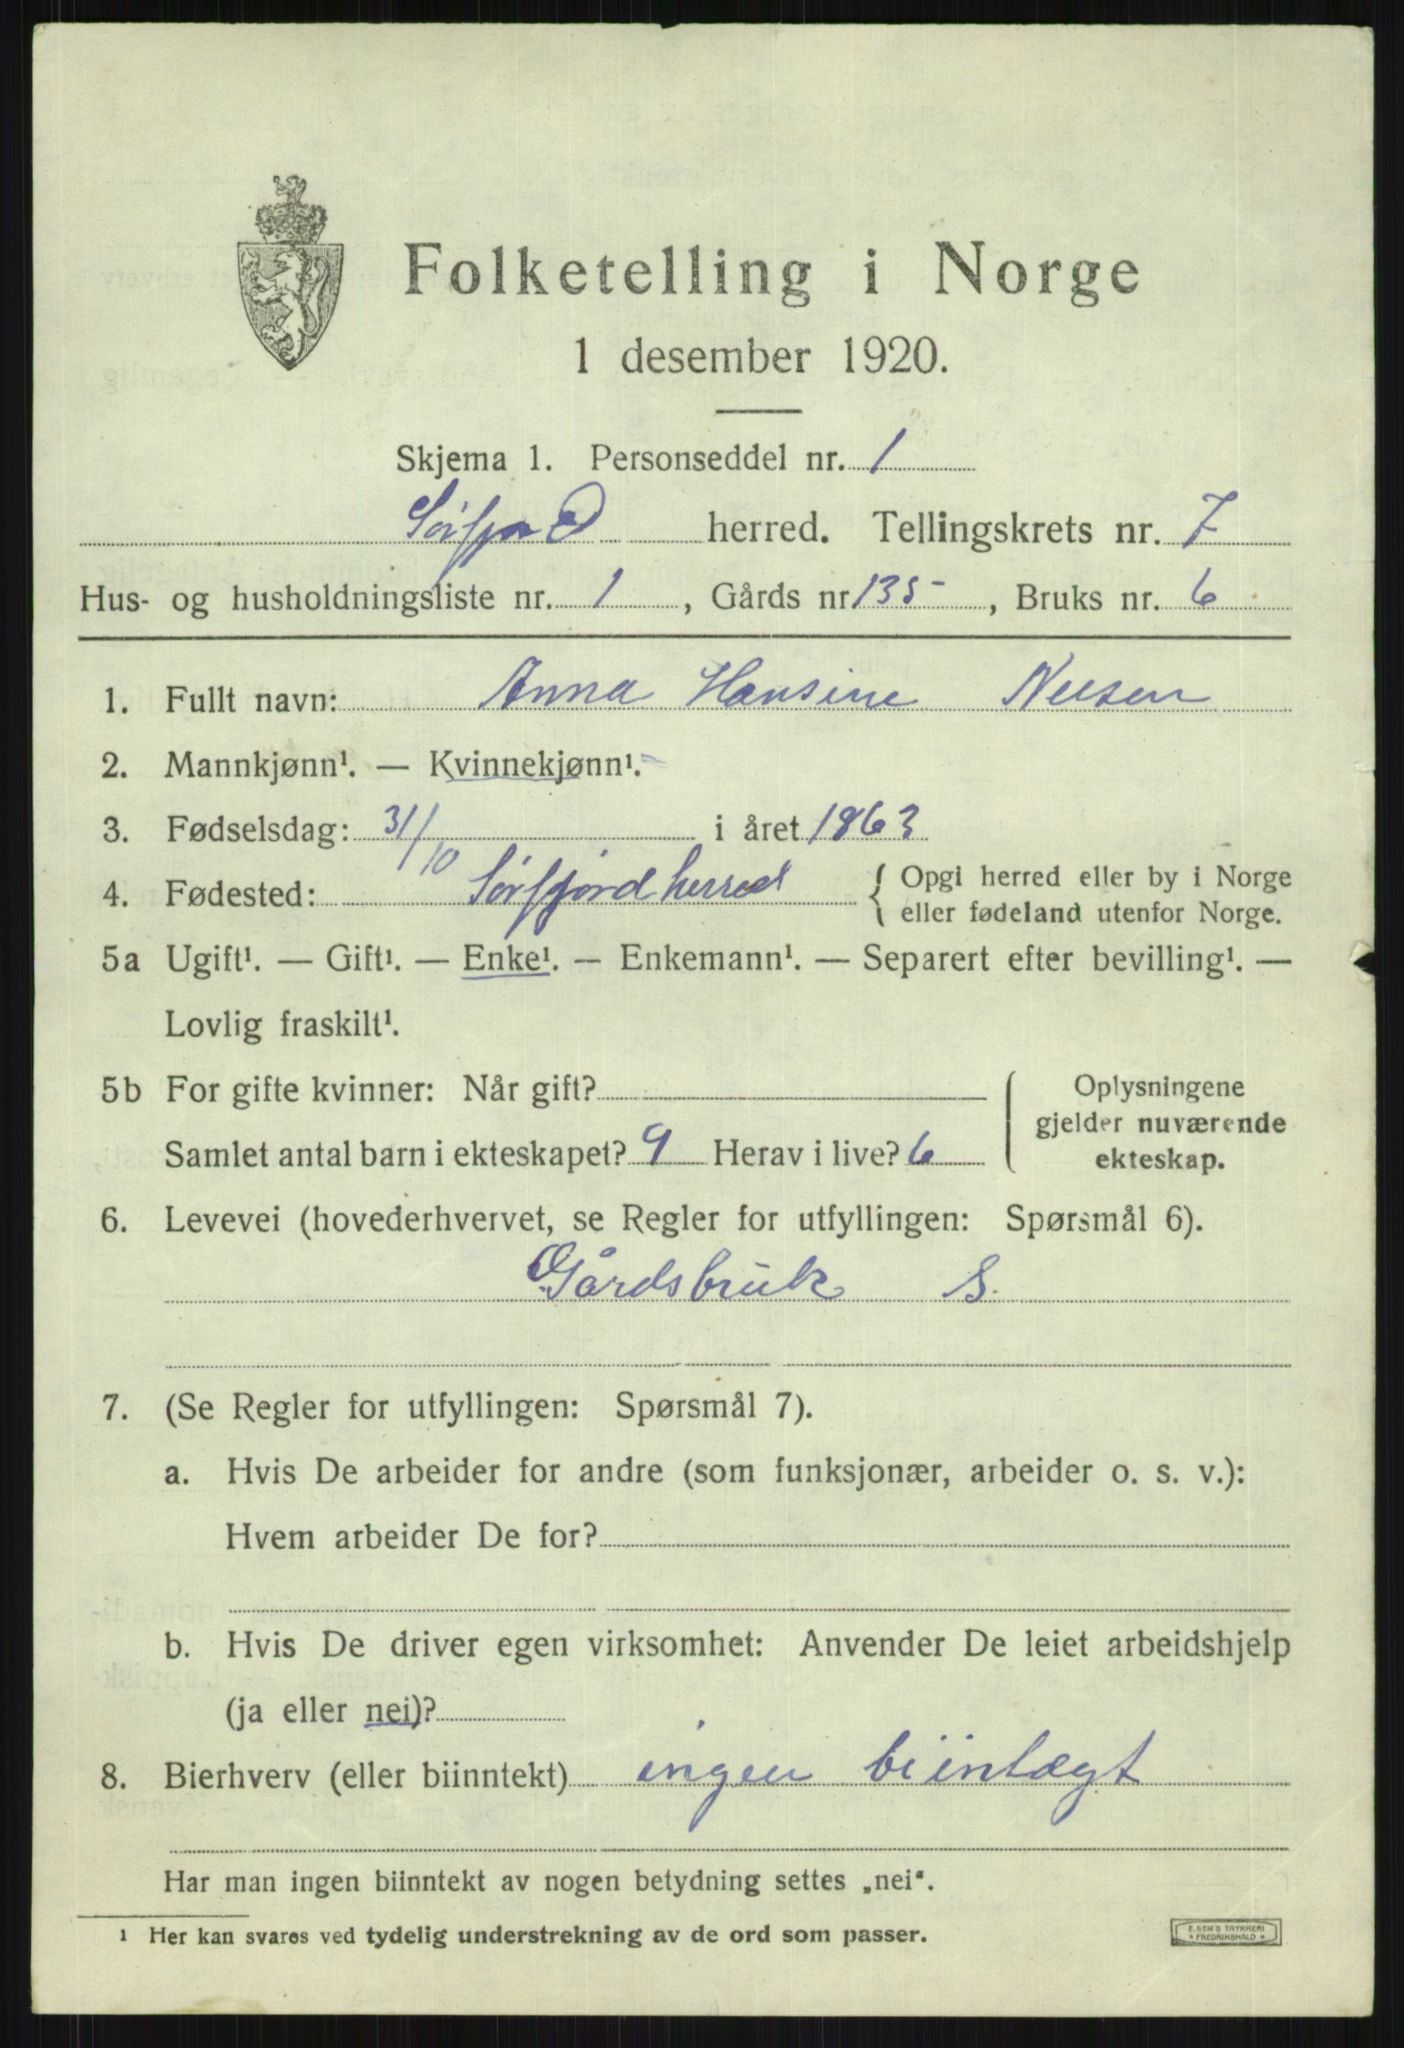 Folketelling i Norge
1 desember 1920.
Skjema 1. Personseddel nr. 1
Sørfjord herred. Tellingskrets nr. 7
Hus- og husholdningsliste nr. 1, Gårds nr 135, Bruks nr. 6
1. Fullt navn: Anna Hansine Nilsen
2. Mannkjønn¹. — Kvinnekjønn¹.
3. Fødselsdag: 31/10 i året 1863
4. Fødested: Sørfjord herred { Opgi herred eller by i Norge
eller fødeland utenfor Norge.
5a Ugift¹. — Gift¹. — Enke¹. — Enkemann¹. — Separert efter bevilling¹. —
Lovlig fraskilt¹.
5b For gifte kvinner: Når gift?
Samlet antal barn i ekteskapet? 9 Herav i live? 6
Oplysningene
gjelder nuværende
ekteskap.
6. Levevei (hovederhvervet, se Regler for utfyllingen: Spørsmål 6).
Gårdsbruk S.
7. (Se Regler for utfyllingen: Spørsmål 7).
a. Hvis De arbeider for andre (som funksjonær, arbeider o. s. v.):
Hvem arbeider De for?
b. Hvis De driver egen virksomhet: Anvender De leiet arbeidshjelp
(ja eller nei)?
8. Bierhverv (eller biinntekt) ingen biinlægt
Har man ingen biinntekt av nogen betydning settes „nei“.
¹ Her kan svares ved tydelig understrekning av de ord som passer.
E. SEM'S TRYKKERI
* FREDRIKSHALD *